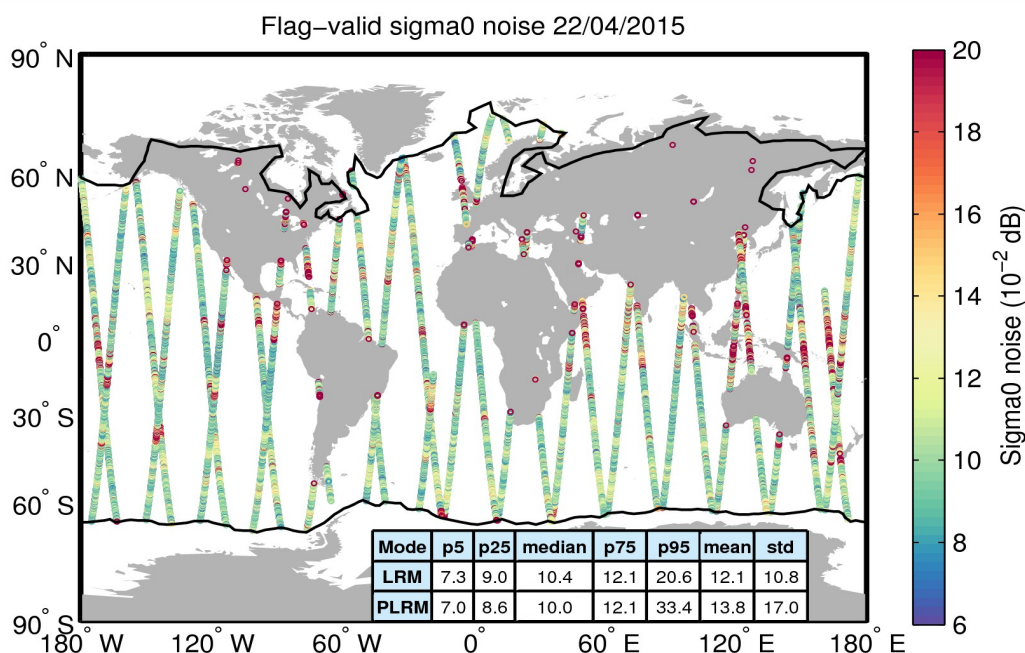 Flag−valid sigma0 noise 22/04/2015
90° N
60° N
30° N
0°
30° S
60° S
90° S
180° W
120° W
60° W
0°
60° E
120° E
180° E
Mode p5 p25 median p75 p95 mean std
LRM 7.3 9.0 10.4 12.1 20.6 12.1 10.8
PLRM 7.0 8.6 10.0 12.1 33.4 13.8 17.0
20
18
16
14
12
10
8
6
Sigma0 noise (10⁻² dB)